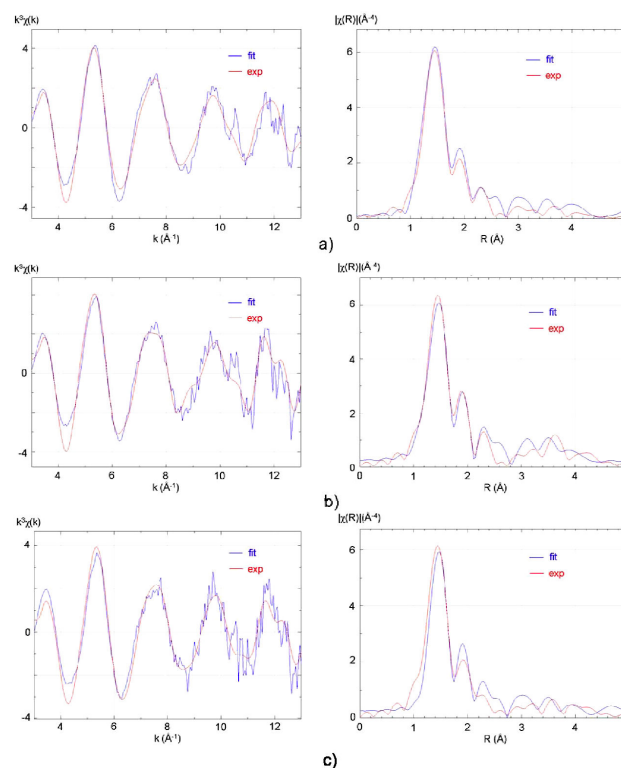 k³χ(k)
4
0
-4
fit
exp
4 6 8 10 12
k (Å⁻¹)
|χ(R)|(Å⁻⁴)
6
4
2
0
fit
exp
0 1 2 3 4
R (Å)
a)
k³χ(k)
4
0
-4
fit
exp
4 6 8 10 12
k (Å⁻¹)
|χ(R)|(Å⁻⁴)
6
4
2
0
fit
exp
0 1 2 3 4
R (Å)
b)
k³χ(k)
4
0
-4
fit
exp
4 6 8 10 12
k (Å⁻¹)
|χ(R)|(Å⁻⁴)
6
4
2
0
fit
exp
0 1 2 3 4
R (Å)
c)